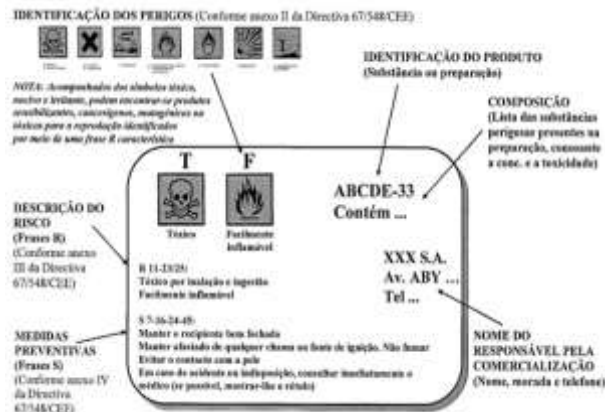 IDENTIFICAÇÃO DOS PERIGOS (Conforme anexo II da Directiva 67/548/CEE)
NOTA: Acompanhados dos símbolos tóxico,
nocivo e irritante, podem encontrar-se produtos
sensibilizantes, cancerígenos, mutagénicos ou
tóxicos para a reprodução identificados
por meio de uma frase R característica
IDENTIFICAÇÃO DO PRODUTO
(Substância ou preparação)
COMPOSIÇÃO
(Lista das substâncias
perigosas presentes na
preparação, consoante
a conc. e a toxicidade)
T
F
Tóxico
Facilmente
inflamável
ABCDE-33
Contém ...
XXX S.A.
Av. ABY ...
Tel ...
DESCRIÇÃO DO
RISCO
(Frases R)
(Conforme anexo
III da Directiva
67/548/CEE)
R 11-23/25:
Tóxico por inalação e ingestão
Facilmente inflamável
S 7-16-24-45:
Manter o recipiente bem fechado
Manter afastado de qualquer chama ou fonte de ignição. Não fumar
Evitar o contacto com a pele
Em caso de acidente ou indisposição, consultar imediatamente o
médico (se possível, mostrar-lhe o rótulo)
MEDIDAS
PREVENTIVAS
(Frases S)
(Conforme anexo IV
da Directiva
67/548/CEE)
NOME DO
RESPONSÁVEL PELA
COMERCIALIZAÇÃO
(Nome, morada e telefone)